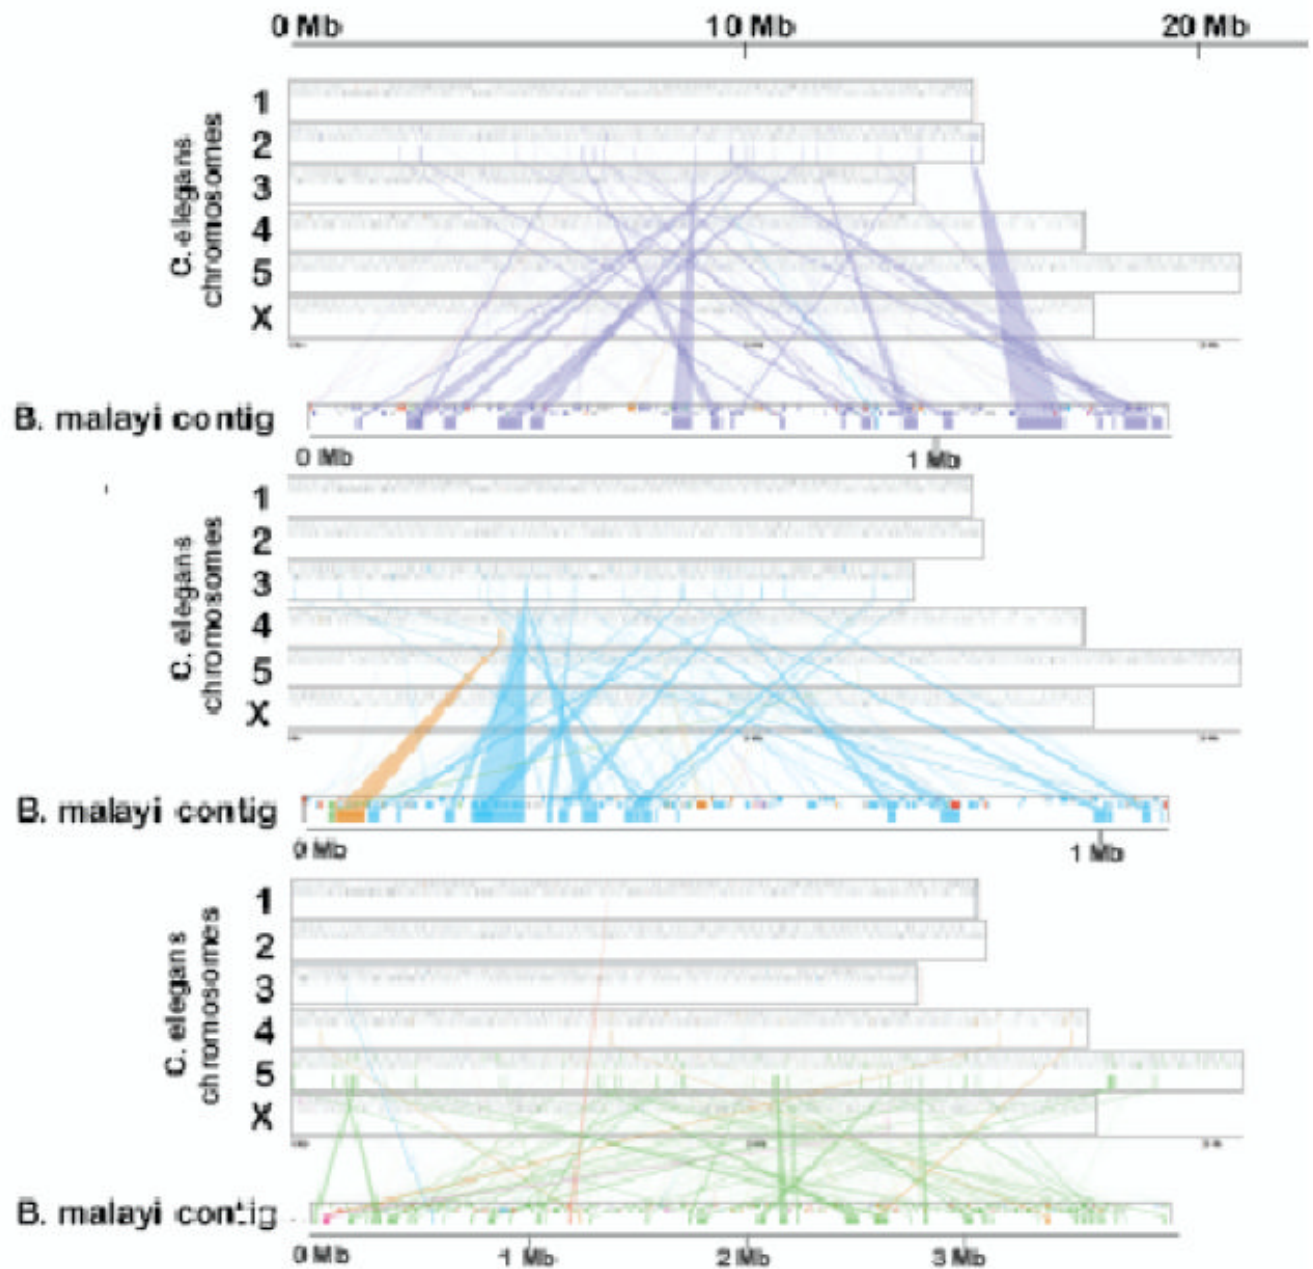 0 Mb 10 Mb 20 Mb
C. elegans chromosomes
1
2
3
4
5
X
B. malayi contig
0 Mb 1 Mb
C. elegans chromosomes
1
2
3
4
5
X
B. malayi contig
0 Mb 1 Mb
C. elegans chromosomes
1
2
3
4
5
X
B. malayi contig
0 Mb 1 Mb 2 Mb 3 Mb